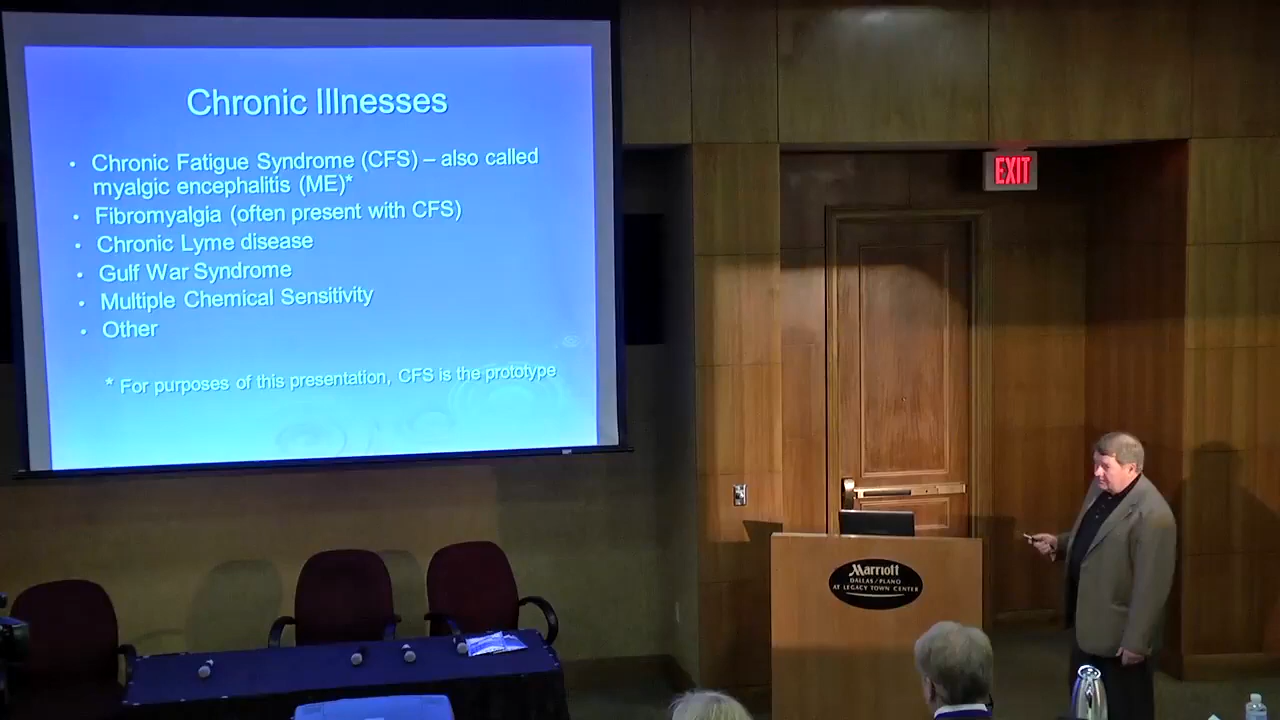 Chronic Illnesses
• Chronic Fatigue Syndrome (CFS) – also called
myalgic encephalitis (ME)*
• Fibromyalgia (often present with CFS)
• Chronic Lyme disease
• Gulf War Syndrome
• Multiple Chemical Sensitivity
• Other
* For purposes of this presentation, CFS is the prototype
EXIT
Marriott
DALLAS/PLANO
AT LEGACY TOWN CENTER